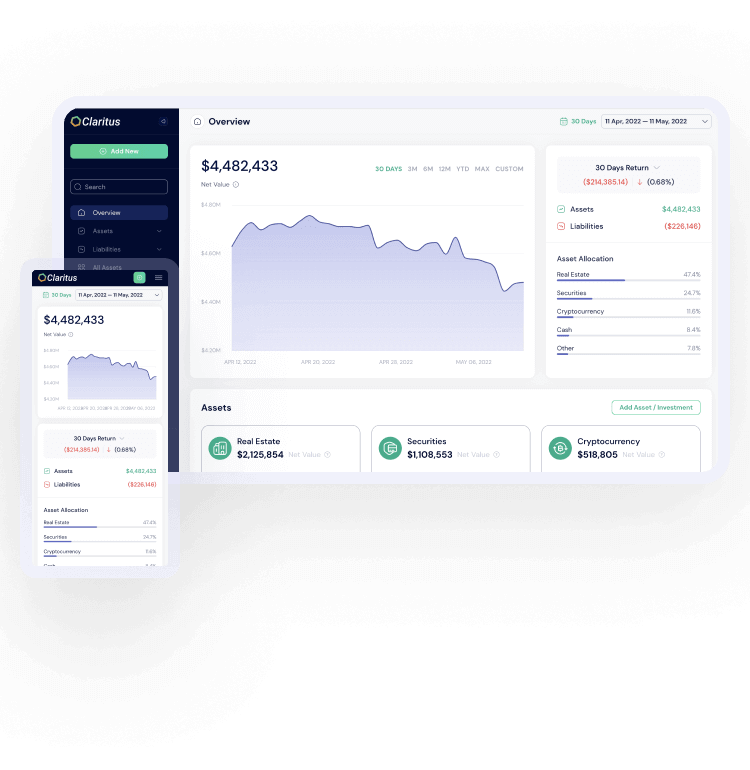 Claritus
Add New
Search
Overview
Assets
Liabilities
All Assets
Overview
30 Days
11 Apr, 2022 — 11 May, 2022
$4,482,433
Net Value
30 DAYS 3M 6M 12M YTD MAX CUSTOM
$4.80M
$4.60M
$4.40M
$4.20M
APR 12, 2022 APR 20, 2022 APR 28, 2022 MAY 06, 2022
30 Days Return
($214,385.14) ↓ (0.68%)
Assets $4,482,433
Liabilities ($226,146)
Asset Allocation
Real Estate 47.4%
Securities 24.7%
Cryptocurrency 11.6%
Cash 8.4%
Other 7.8%
Assets
Add Asset / Investment
Real Estate
$2,125,854 Net Value
Securities
$1,108,553 Net Value
Cryptocurrency
$518,805 Net Value
Claritus
30 Days
11 Apr, 2022 — 11 May, 2022
$4,482,433
Net Value
$4.80M
$4.60M
$4.40M
$4.20M
30 Days Return
($214,385.14) ↓ (0.68%)
Assets $4,482,433
Liabilities ($226,146)
Asset Allocation
Real Estate 47.4%
Securities 24.7%
Cryptocurrency 11.6%
Cash